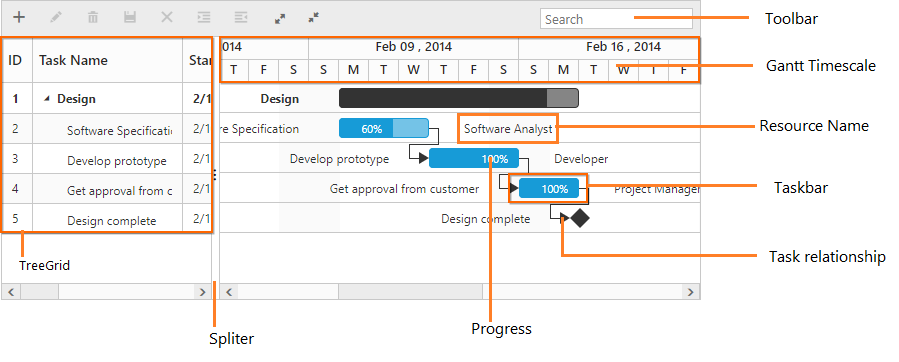 Search
Toolbar
ID Task Name Star
014 Feb 09 , 2014 Feb 16 , 2014
T F S S M T W T F S S M T W T F
Gantt Timescale
1 Design 2/1
Design
2 Software Specificatio 2/1
re Specification 60% Software Analyst
Resource Name
3 Develop prototype 2/1
Develop prototype 100% Developer
4 Get approval from c 2/1
Get approval from customer 100% Project Manager
Taskbar
5 Design complete 2/1
Design complete
Task relationship
TreeGrid
Spliter
Progress